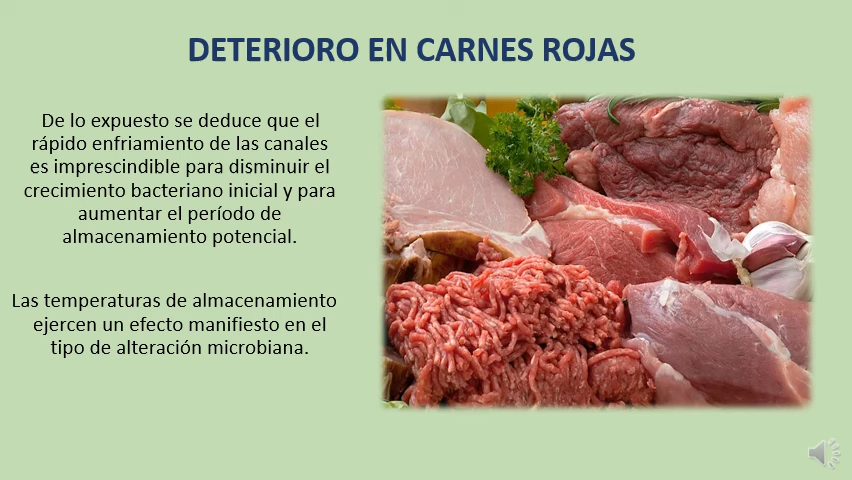 DETERIORO EN CARNES ROJAS
De lo expuesto se deduce que el
rápido enfriamiento de las canales
es imprescindible para disminuir el
crecimiento bacteriano inicial y para
aumentar el período de
almacenamiento potencial.
Las temperaturas de almacenamiento
ejercen un efecto manifiesto en el
tipo de alteración microbiana.